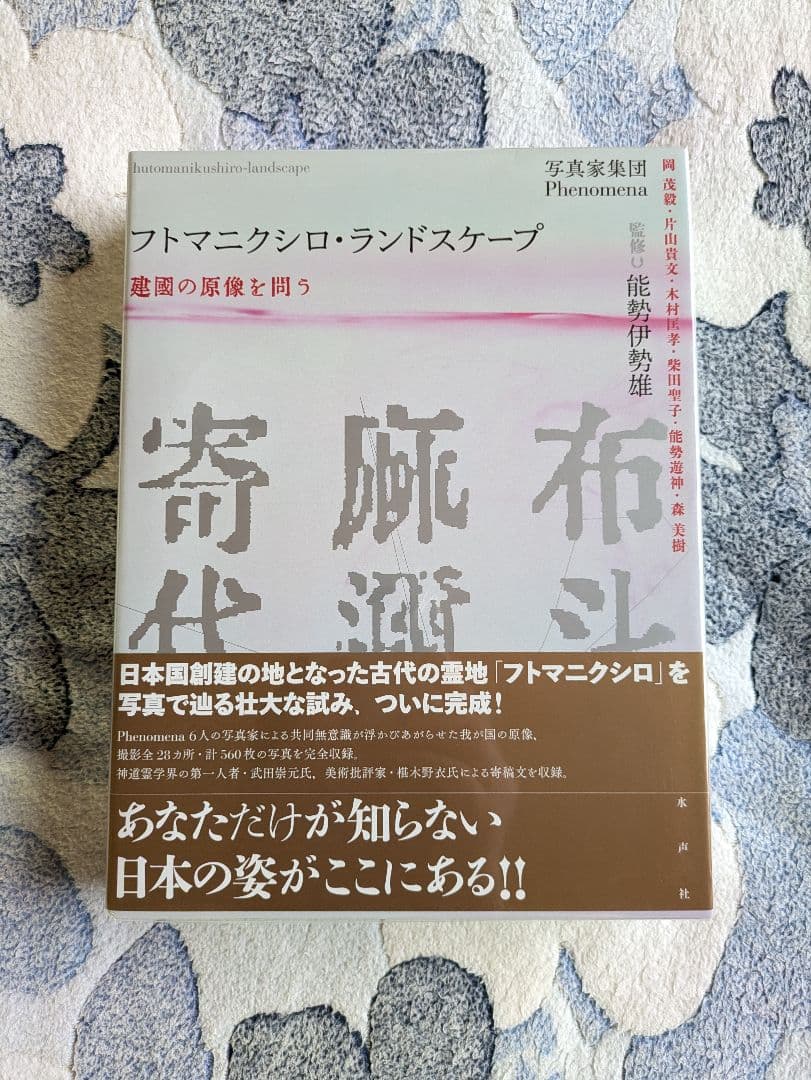 hutomanikushiro-landscape
フトマニクシロ・ランドスケープ
建國の原像を問う
写真家集団
Phenomena
監修
能勢伊勢雄
岡 茂毅・片山貴文・木村匡孝・柴田聖子・能勢遊神・森 美樹
布斗
麻邇
寄代
日本国創建の地となった古代の霊地「フトマニクシロ」を
写真で辿る壮大な試み、ついに完成！
Phenomena 6人の写真家による共同無意識が浮かびあがらせた我が国の原像、
撮影全28カ所・計560枚の写真を完全収録。
神道霊学界の第一人者・武田崇元氏，美術批評家・椹木野衣氏による寄稿文を収録。
あなただけが知らない
日本の姿がここにある!!
水声社